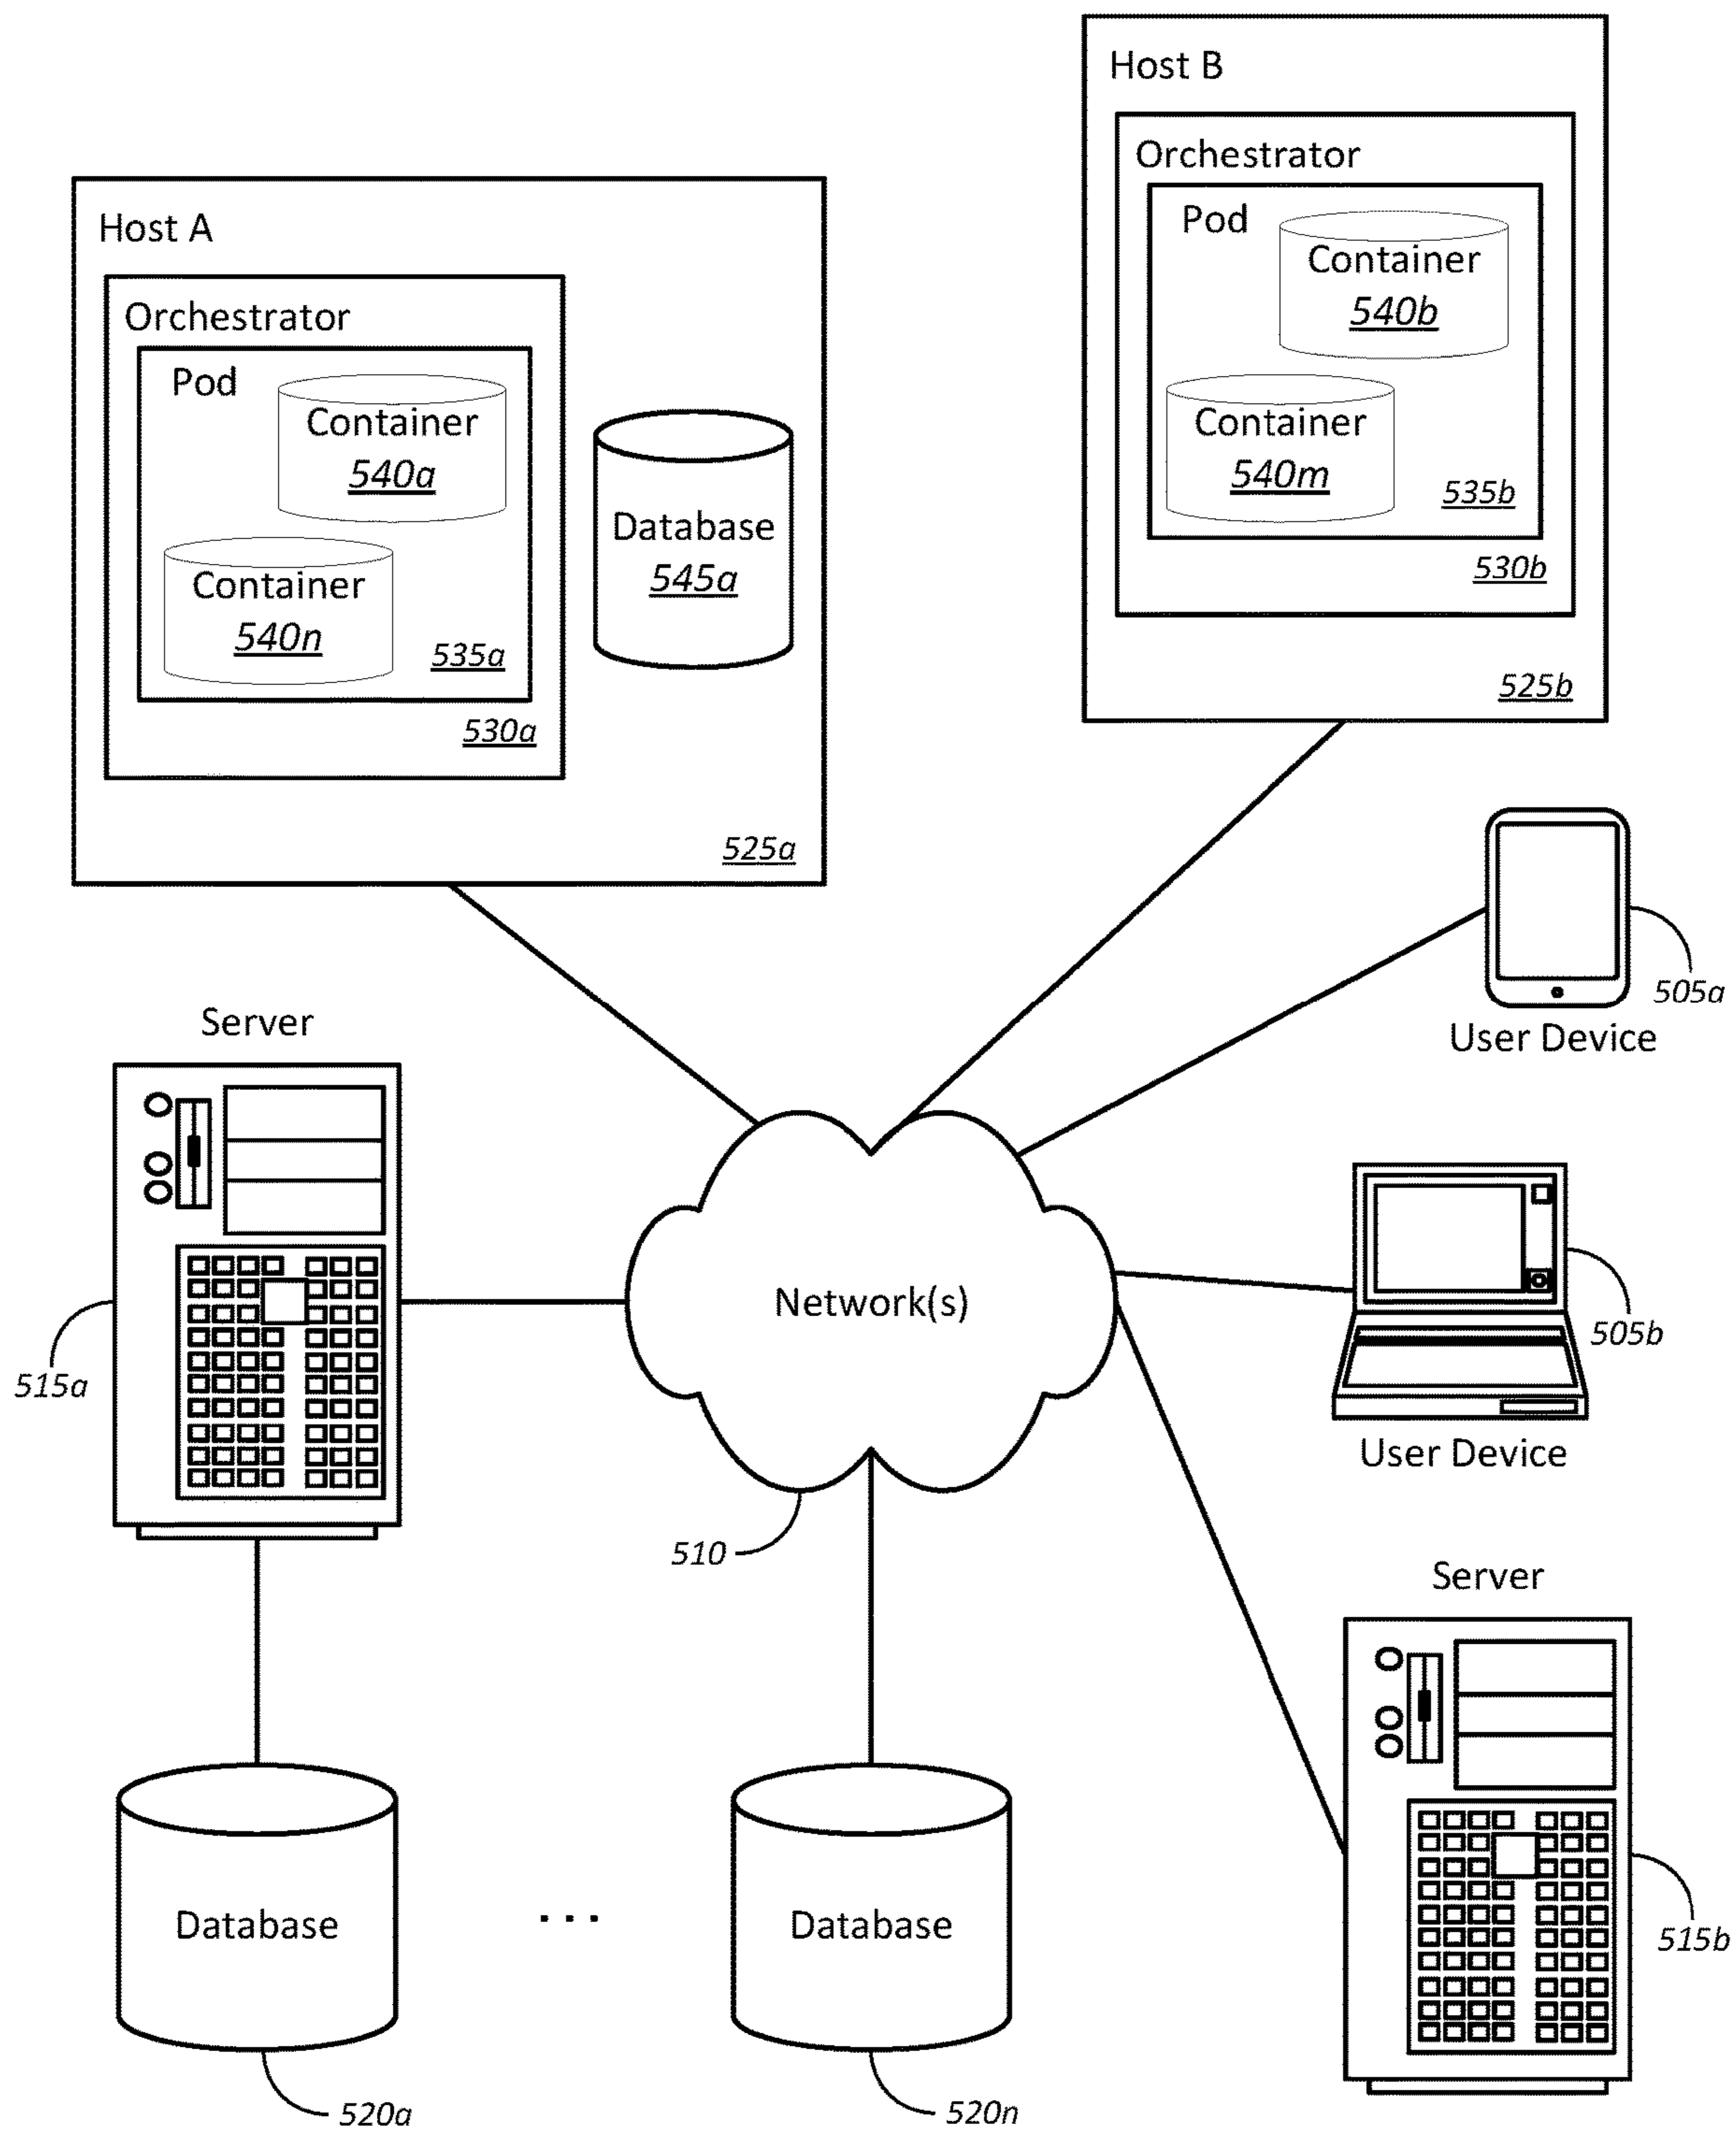 Host B
Orchestrator
Pod
Container
540b
Container
540m
535b
530b
525b
Host A
Orchestrator
Pod
Container
540a
Container
540n
535a
530a
Database
545a
525a
505a
User Device
Server
515a
Network(s)
510
505b
User Device
Server
515b
Database
520a
...
Database
520n